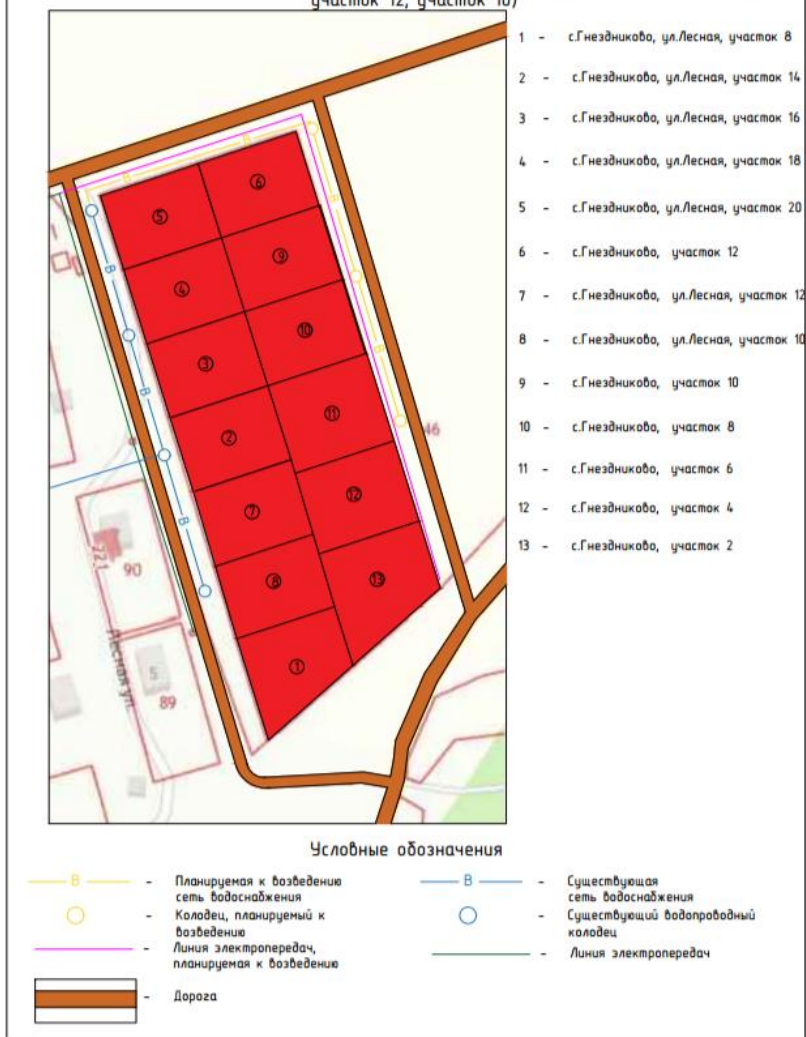 участок 12, участок 10)
1 - с.Гнездниково, ул.Лесная, участок 8
2 - с.Гнездниково, ул.Лесная, участок 14
3 - с.Гнездниково, ул.Лесная, участок 16
4 - с.Гнездниково, ул.Лесная, участок 18
5 - с.Гнездниково, ул.Лесная, участок 20
6 - с.Гнездниково, участок 12
7 - с.Гнездниково, ул.Лесная, участок 12
8 - с.Гнездниково, ул.Лесная, участок 10
9 - с.Гнездниково, участок 10
10 - с.Гнездниково, участок 8
11 - с.Гнездниково, участок 6
12 - с.Гнездниково, участок 4
13 - с.Гнездниково, участок 2
В
В
6
5
В
9
4
В
10
3
В
В
11
46
2
12
7
В
221
90
8
13
Лесная ул.
1
5
89
Условные обозначения
В - Планируемая к возведению
сеть водоснабжения
- Колодец, планируемый к
возведению
- Линия электропередач,
планируемая к возведению
- Дорога
В - Существующая
сеть водоснабжения
- Существующий водопроводный
колодец
- Линия электропередач